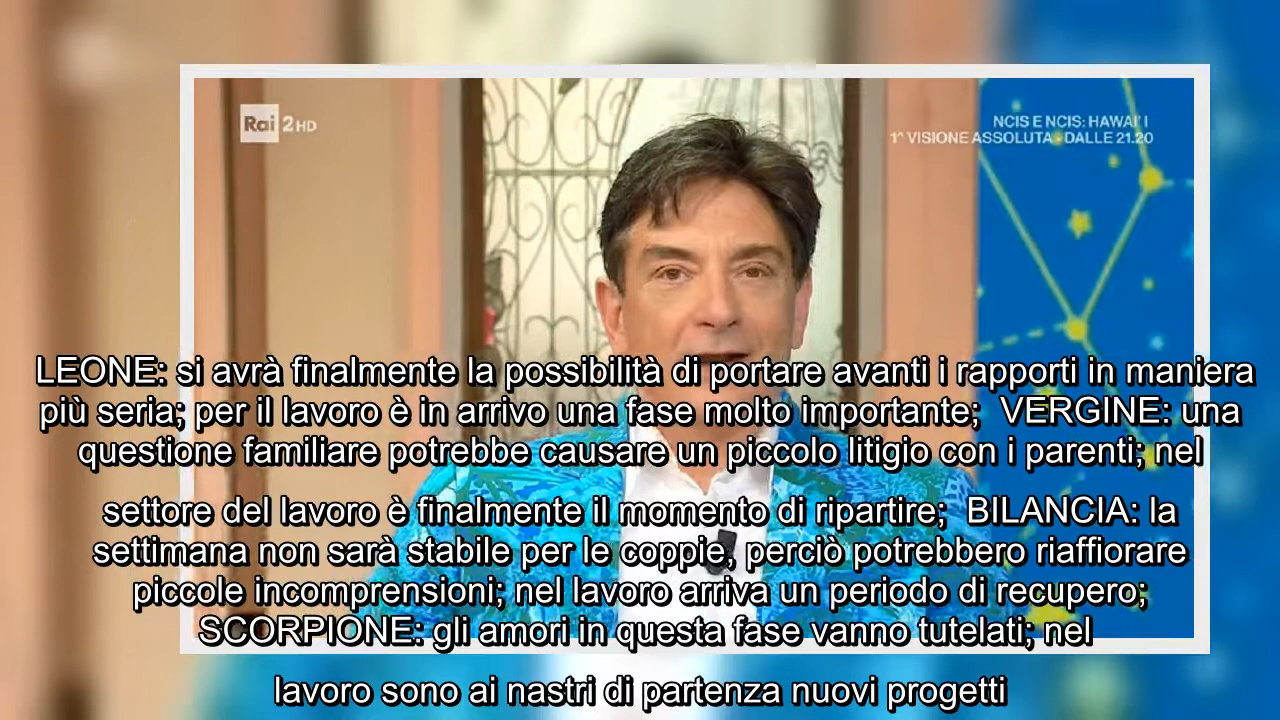 Rai 2HD
NCIS E NCIS: HAWAI'I
1^ VISIONE ASSOLUTA - DALLE 21.20
LEONE: si avrà finalmente la possibilità di portare avanti i rapporti in maniera
più seria; per il lavoro è in arrivo una fase molto importante;  VERGINE: una
questione familiare potrebbe causare un piccolo litigio con i parenti; nel
settore del lavoro è finalmente il momento di ripartire;  BILANCIA: la
settimana non sarà stabile per le coppie, perciò potrebbero riaffiorare
piccole incomprensioni; nel lavoro arriva un periodo di recupero;
SCORPIONE: gli amori in questa fase vanno tutelati; nel
lavoro sono ai nastri di partenza nuovi progetti